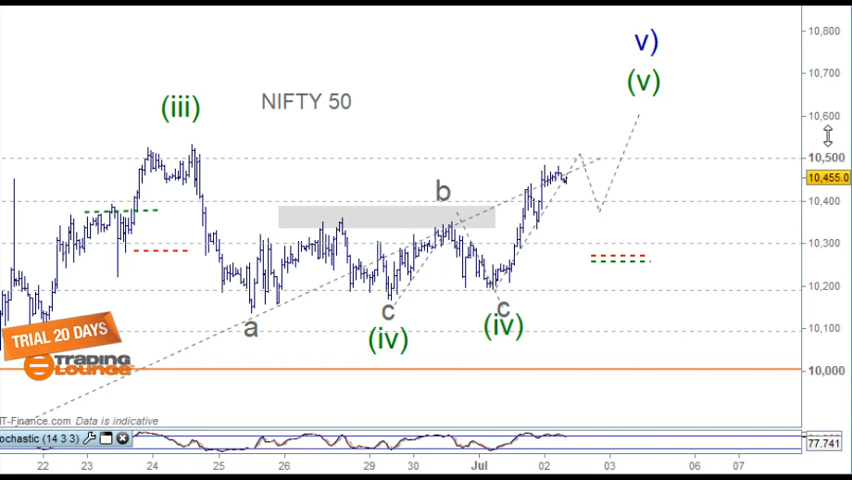 10,800
v)
10,700
(v)
(iii)
NIFTY 50
10,600
10,500
10,455.0
b
10,400
10,300
10,200
a
c
(iv)
c
(iv)
10,100
TRIAL 20 DAYS
TRADING
LOUNGE
10,000
IT-Finance.com Data is indicative
ochastic (14 3 3)
77.741
22 23 24 25 26 29 30 Jul 02 03 06 07